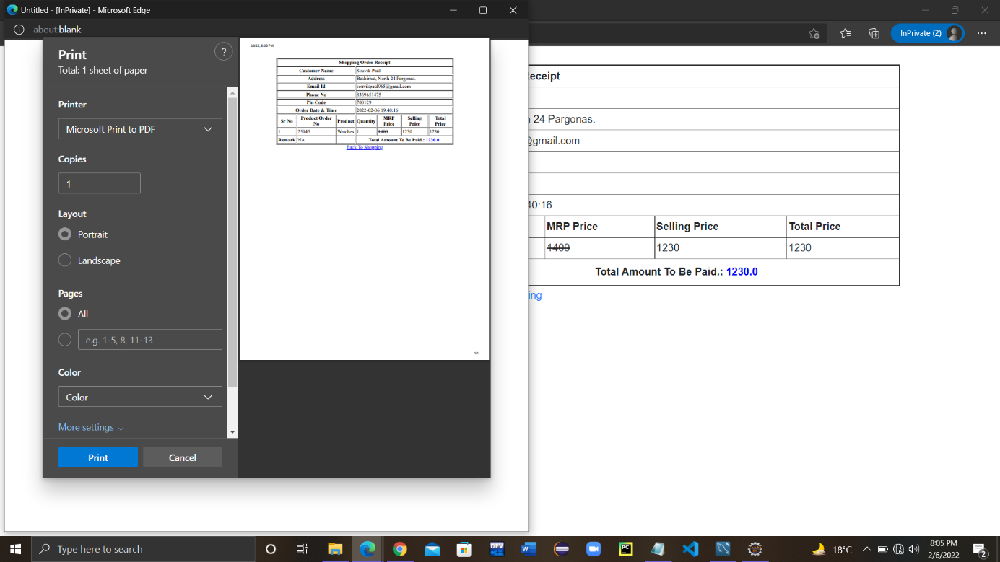 Untitled - [InPrivate] - Microsoft Edge
about:blank
InPrivate (2)
Print
?
Total: 1 sheet of paper
Printer
Microsoft Print to PDF
Copies
1
Layout
Portrait
Landscape
Pages
All
e.g. 1-5, 8, 11-13
Color
Color
More settings
Print Cancel
2/6/22, 8:05 PM
Shopping Order Receipt
Customer Name Souvik Paul
Address Bashirhat, North 24 Pargonas.
Email Id souvikpaul965@gmail.com
Phone No 8369651475
Pin Code 700129
Order Date & Time 2022-02-06 19:40:16
Sr No Product Order No Product Quantity MRP Price Selling Price Total Price
1 25045 Watches 1 1400 1230 1230
Remark NA Total Amount To Be Paid.: 1230.0
Back To Shopping
1/1
Receipt
24 Pargonas.
@gmail.com
40:16
MRP Price Selling Price Total Price
1400 1230 1230
Total Amount To Be Paid.: 1230.0
ing
Type here to search
DEV
W
PC
18°C
8:05 PM
2/6/2022
2